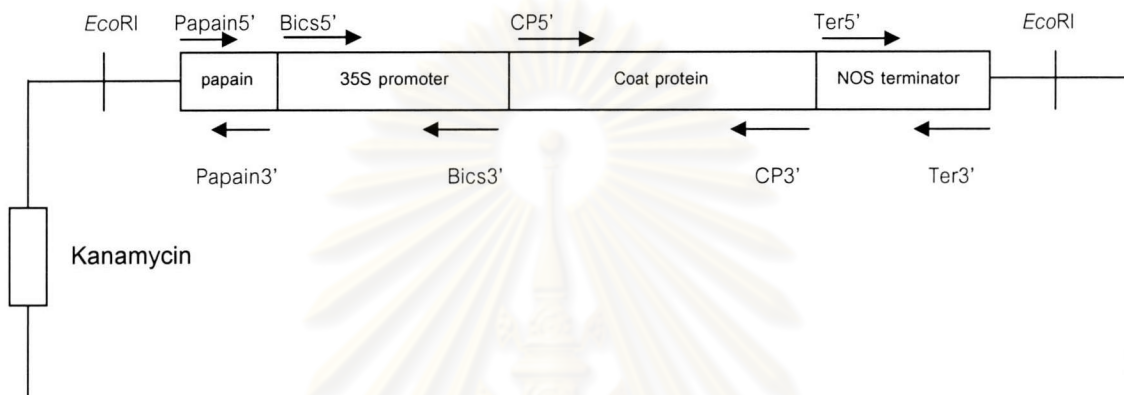 EcoRI Papain5’ Bics5’ CP5’ Ter5’ EcoRI
papain 35S promoter Coat protein NOS terminator
Papain3’ Bics3’ CP3’ Ter3’
Kanamycin